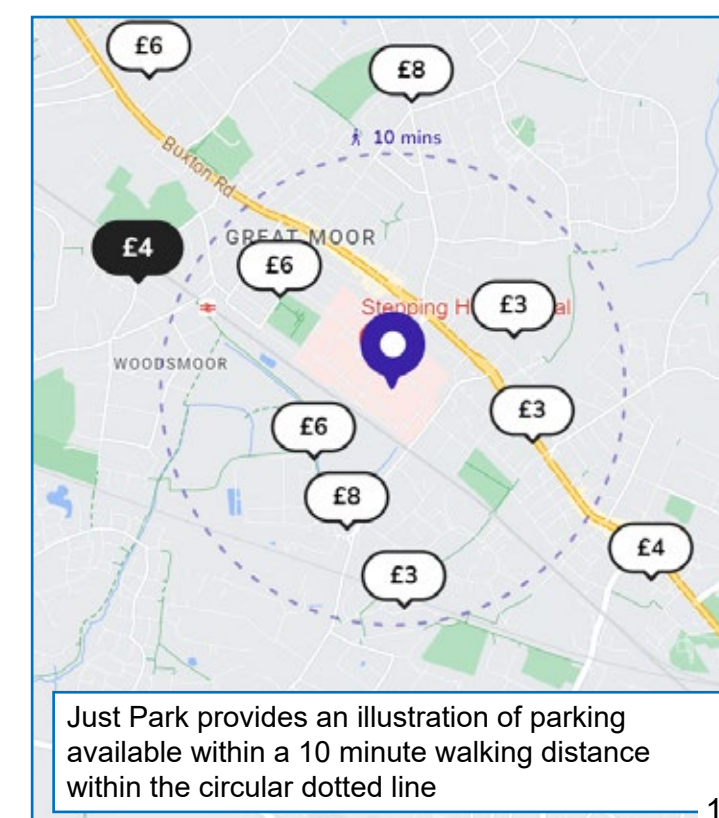 £6
£8
10 mins
Buxton Rd
£4
GREAT MOOR
£6
Stepping H
al
£3
WOODSMOOR
£3
£6
£8
£4
£3
Just Park provides an illustration of parking
available within a 10 minute walking distance
within the circular dotted line
1